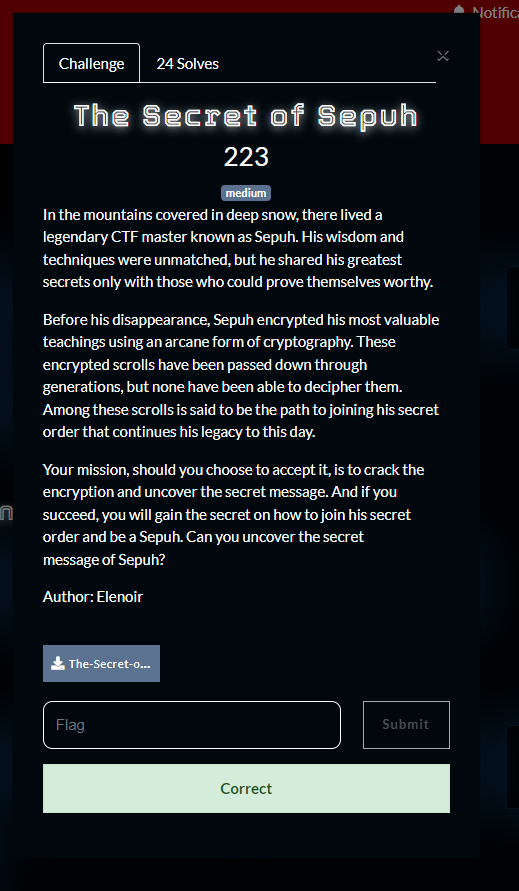 Notifica
Challenge
24 Solves
The Secret of Sepuh
223
medium
In the mountains covered in deep snow, there lived a
legendary CTF master known as Sepuh. His wisdom and
techniques were unmatched, but he shared his greatest
secrets only with those who could prove themselves worthy.
Before his disappearance, Sepuh encrypted his most valuable
teachings using an arcane form of cryptography. These
encrypted scrolls have been passed down through
generations, but none have been able to decipher them.
Among these scrolls is said to be the path to joining his secret
order that continues his legacy to this day.
Your mission, should you choose to accept it, is to crack the
encryption and uncover the secret message. And if you
succeed, you will gain the secret on how to join his secret
order and be a Sepuh. Can you uncover the secret
message of Sepuh?
Author: Elenoir
The-Secret-o...
Flag
Submit
Correct